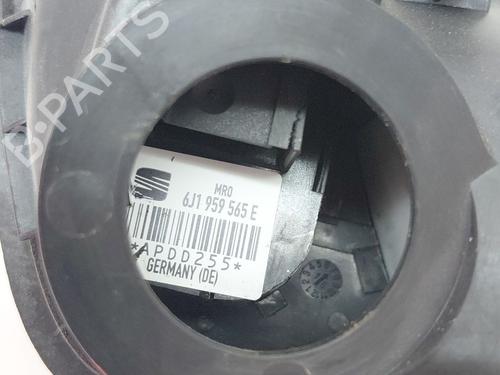 B-PARTS
MRO
6J1 959 565 E
*APDD255*
GERMANY (DE)